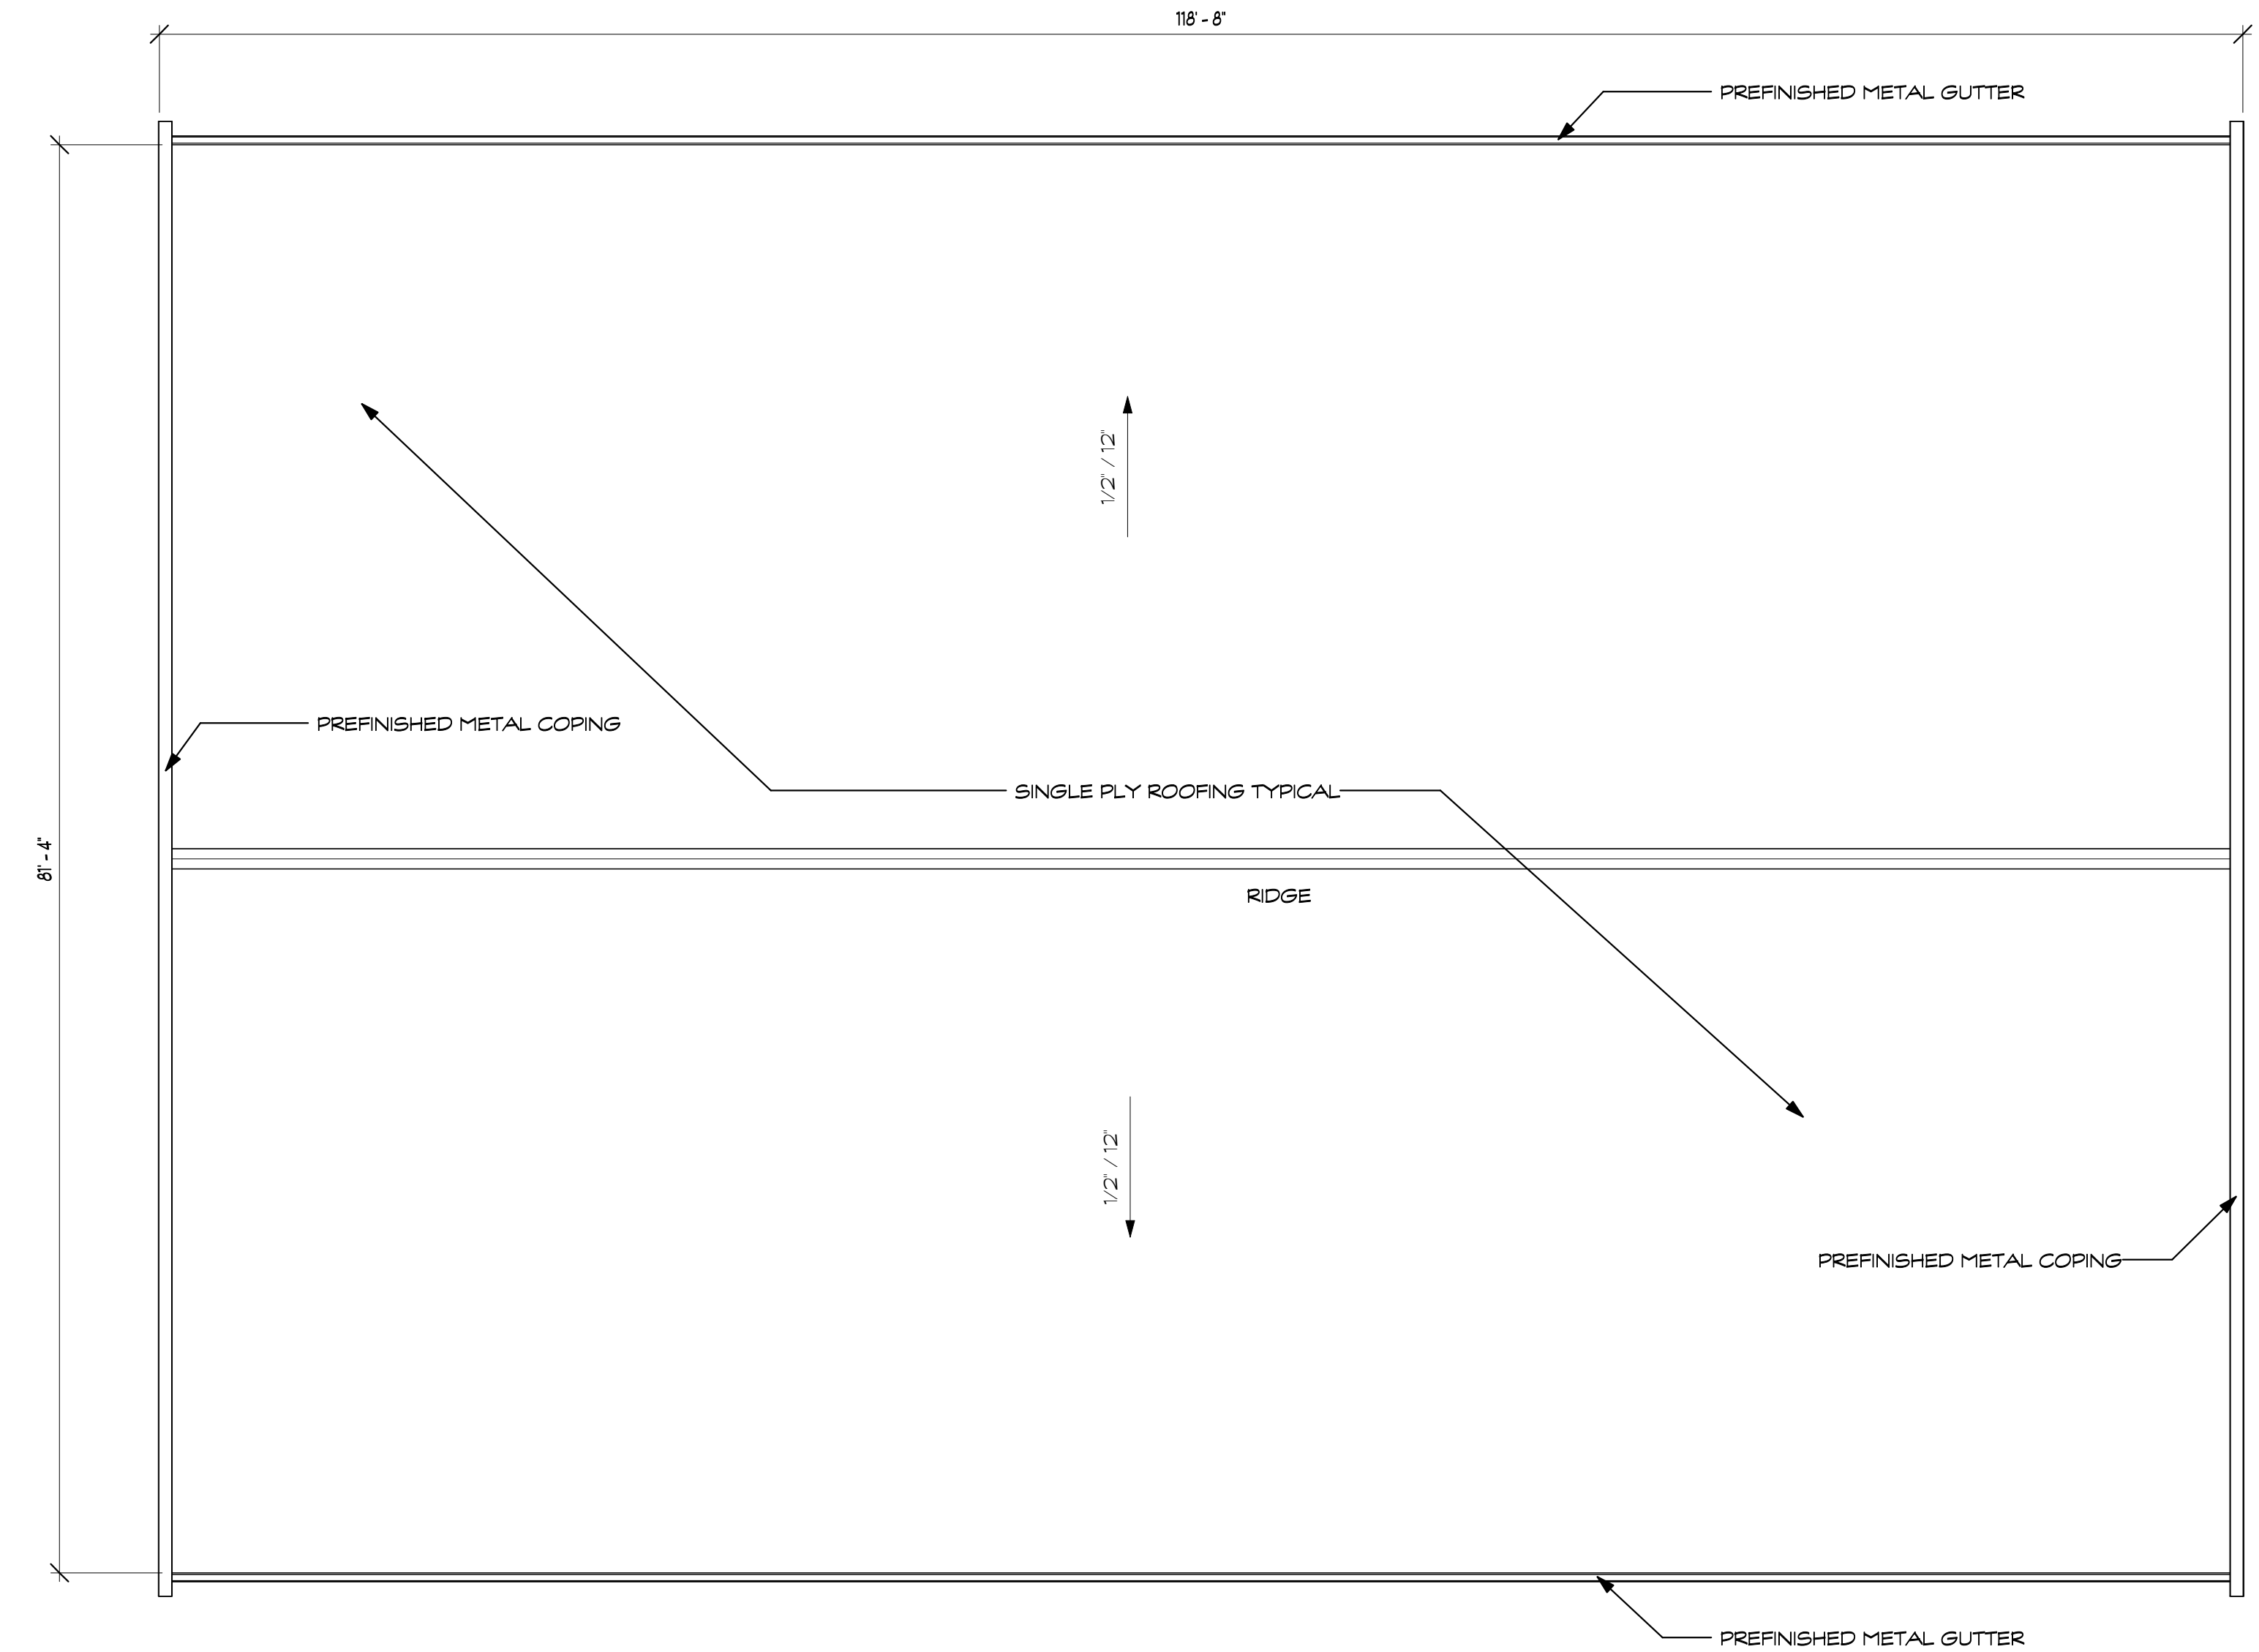 118' - 8"
PREFINISHED METAL GUTTER
1/2" / 12"
PREFINISHED METAL COPING
SINGLE PLY ROOFING TYPICAL
81' - 4"
RIDGE
1/2" / 12"
PREFINISHED METAL COPING
PREFINISHED METAL GUTTER